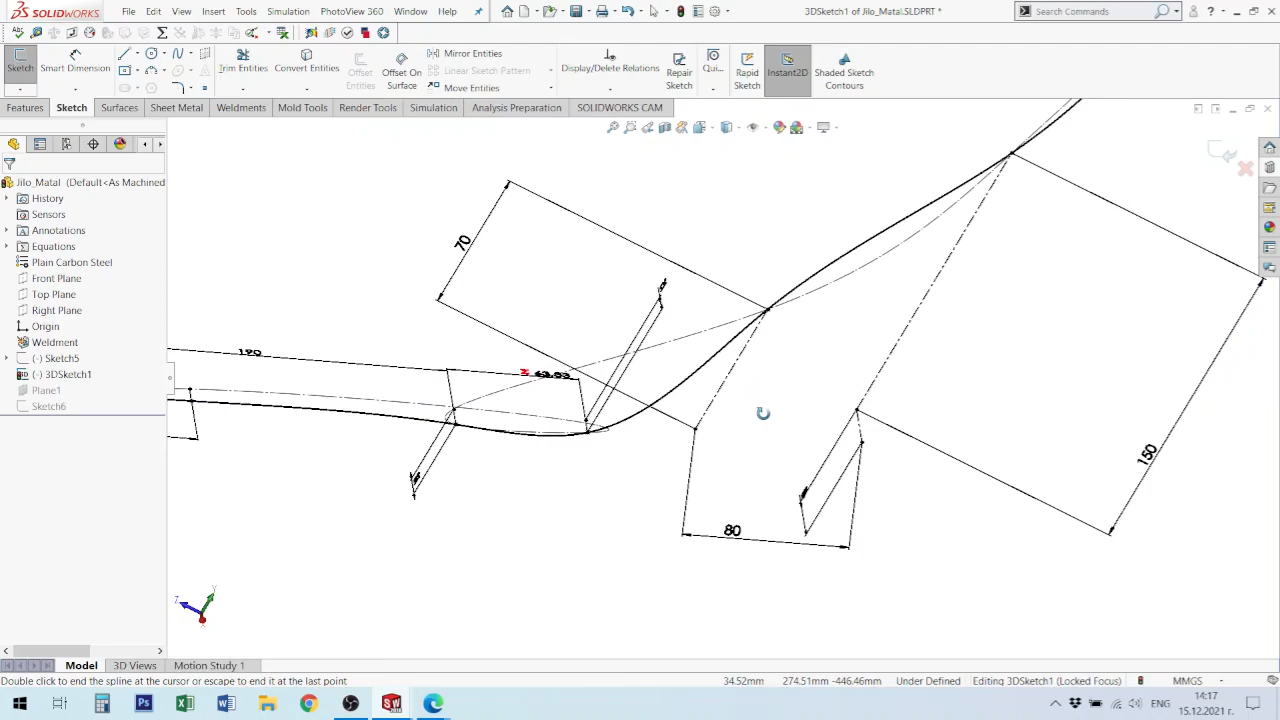 SOLIDWORKS File Edit View Insert Tools Simulation PhotoView 360 Window Help 3DSketch1 of Jilo_Matal.SLDPRT * Search Commands
Sketch Smart Dimension Trim Entities Convert Entities Offset Entities Offset On Surface Mirror Entities Linear Sketch Pattern Move Entities Display/Delete Relations Repair Sketch Qui... Rapid Sketch Instant2D Shaded Sketch Contours
Features Sketch Surfaces Sheet Metal Weldments Mold Tools Render Tools Simulation Analysis Preparation SOLIDWORKS CAM
Jilo_Matal (Default<As Machined
History
Sensors
Annotations
Equations
Plain Carbon Steel
Front Plane
Top Plane
Right Plane
Origin
Weldment
(-) Sketch5
(-) 3DSketch1
Plane1
Sketch6
70
150
80
Z Y X
Model 3D Views Motion Study 1
Double click to end the spline at the cursor or escape to end it at the last point 34.52mm 274.51mm -446.46mm Under Defined Editing 3DSketch1 (Locked Focus) MMGS
ЕНГ 14:17
15.12.2021 г.